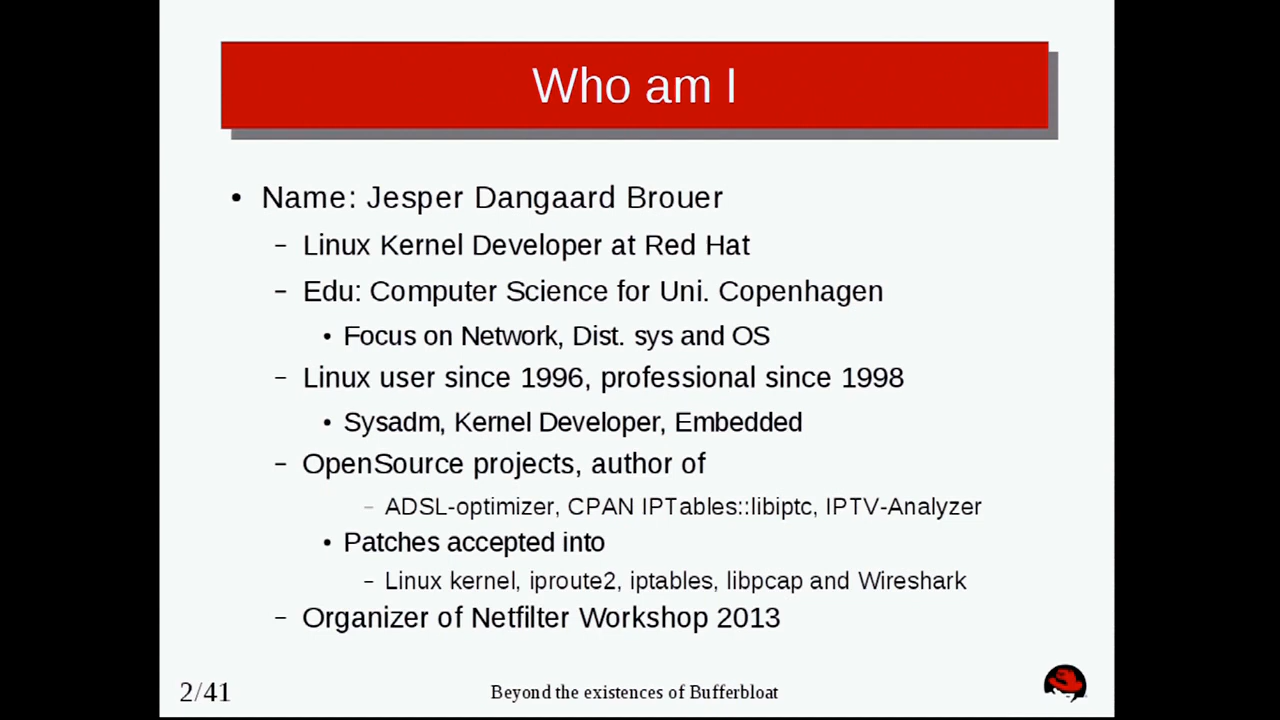 Who am I
• Name: Jesper Dangaard Brouer
– Linux Kernel Developer at Red Hat
– Edu: Computer Science for Uni. Copenhagen
• Focus on Network, Dist. sys and OS
– Linux user since 1996, professional since 1998
• Sysadm, Kernel Developer, Embedded
– OpenSource projects, author of
– ADSL-optimizer, CPAN IPTables::libiptc, IPTV-Analyzer
• Patches accepted into
– Linux kernel, iproute2, iptables, libpcap and Wireshark
– Organizer of Netfilter Workshop 2013
2/41
Beyond the existences of Bufferbloat